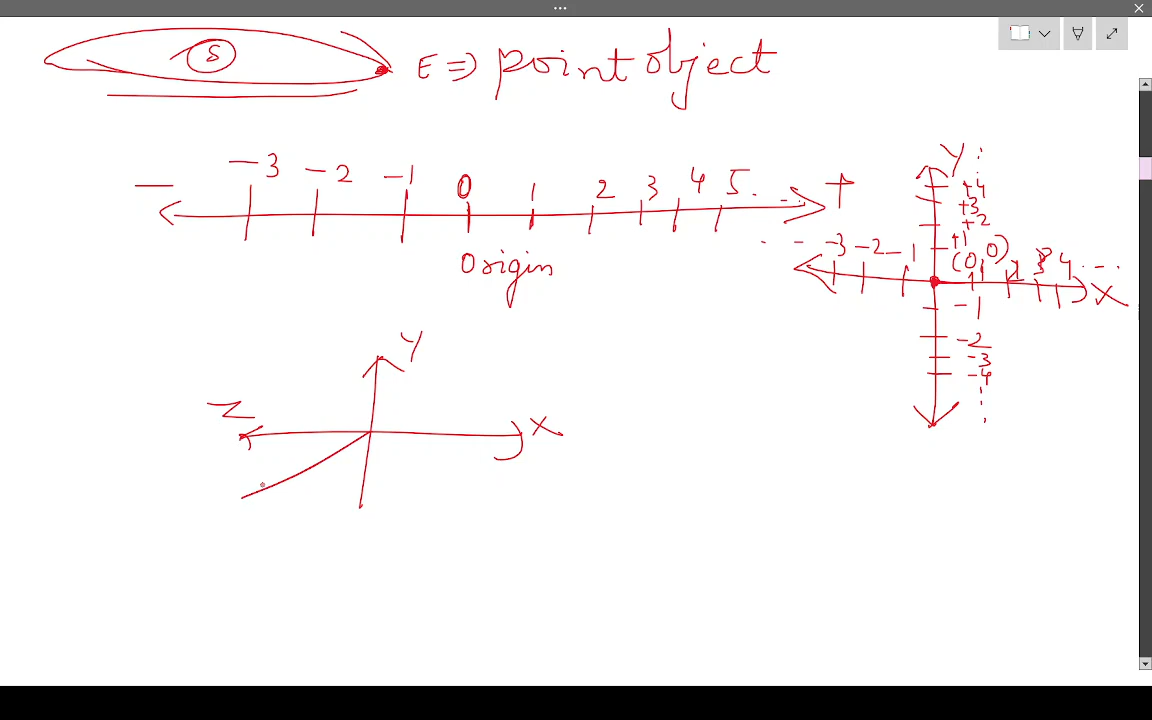 S E ⇒ point object
− -3 -2 -1 0 1 2 3 4 5 . - .. +
Origin
Y
:
+4
+3
+2
+1
(0,0)
. - -3 -2 -1 1 2 3 4 . - .
X
-1
-2
-3
-4
:
Y
Z X